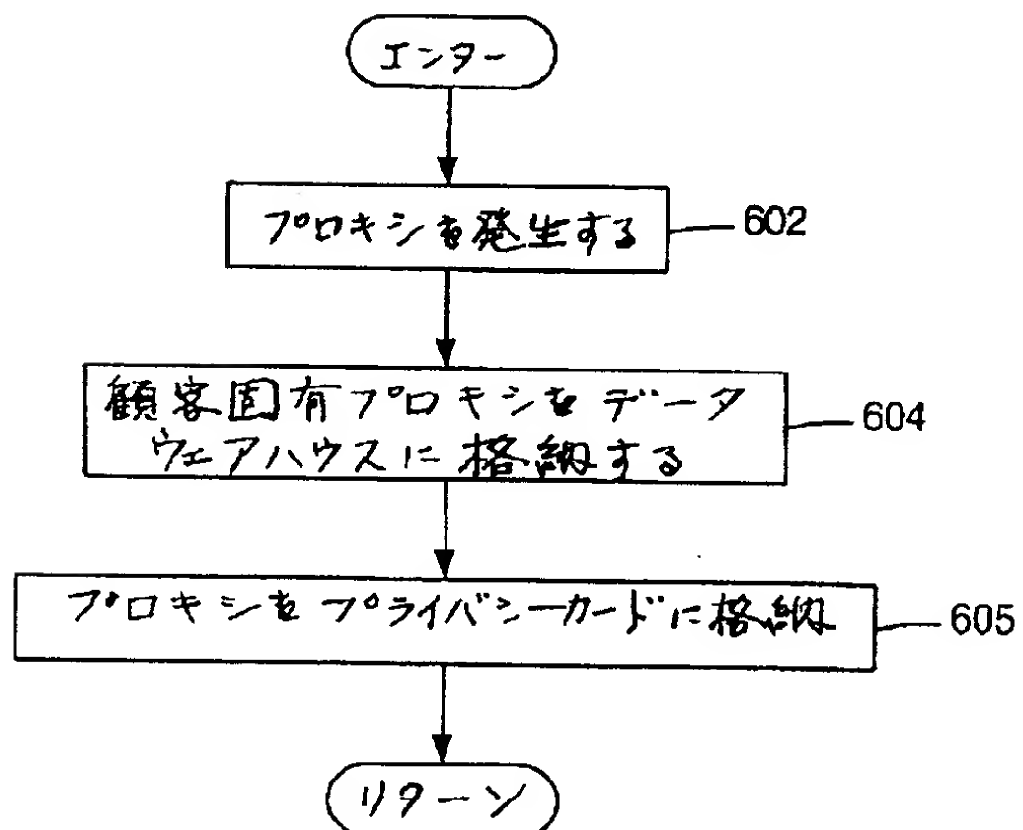 エンター
プロキシを発生する
602
顧客固有プロキシをデータ
ウェアハウスに格納する
604
プロキシをプライバシーカードに格納
605
リターン